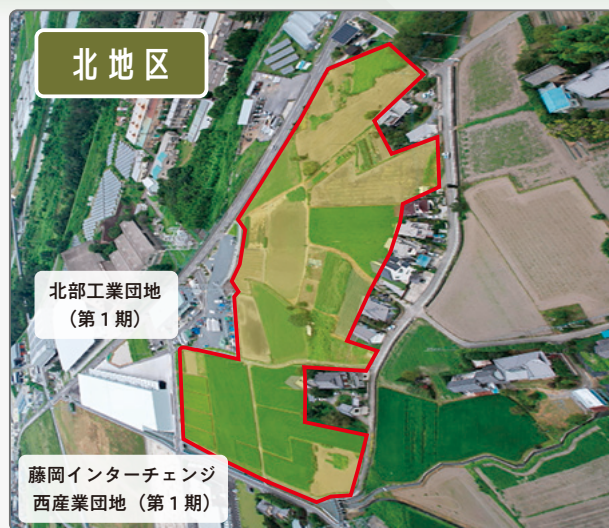 北地区
北部工業団地
（第１期）
藤岡インターチェンジ
西産業団地（第１期）